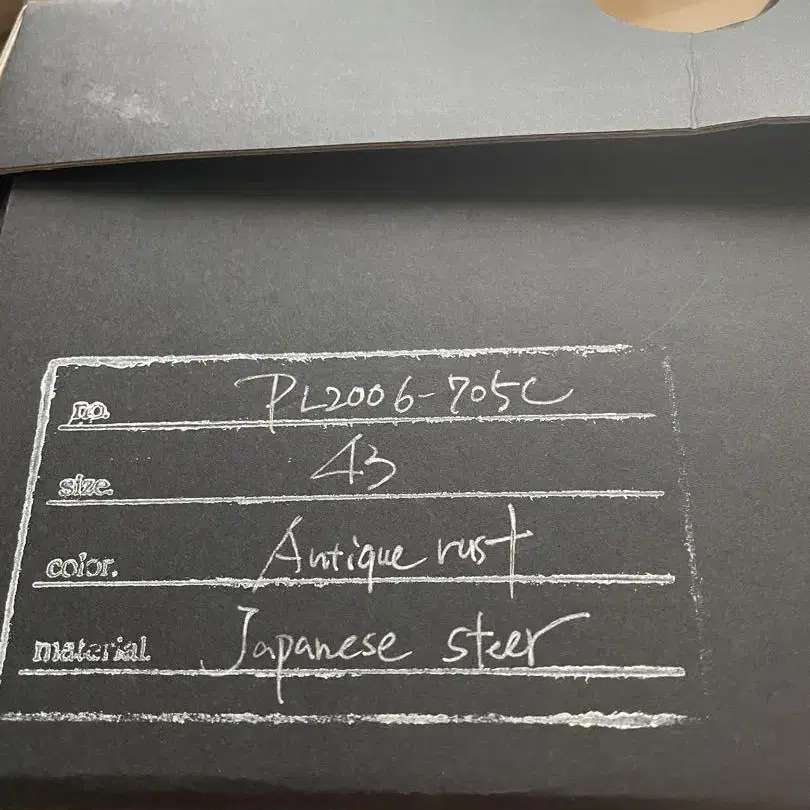 no. PL2006-705C
size. 43
color. Antique rust
material. Japanese steer